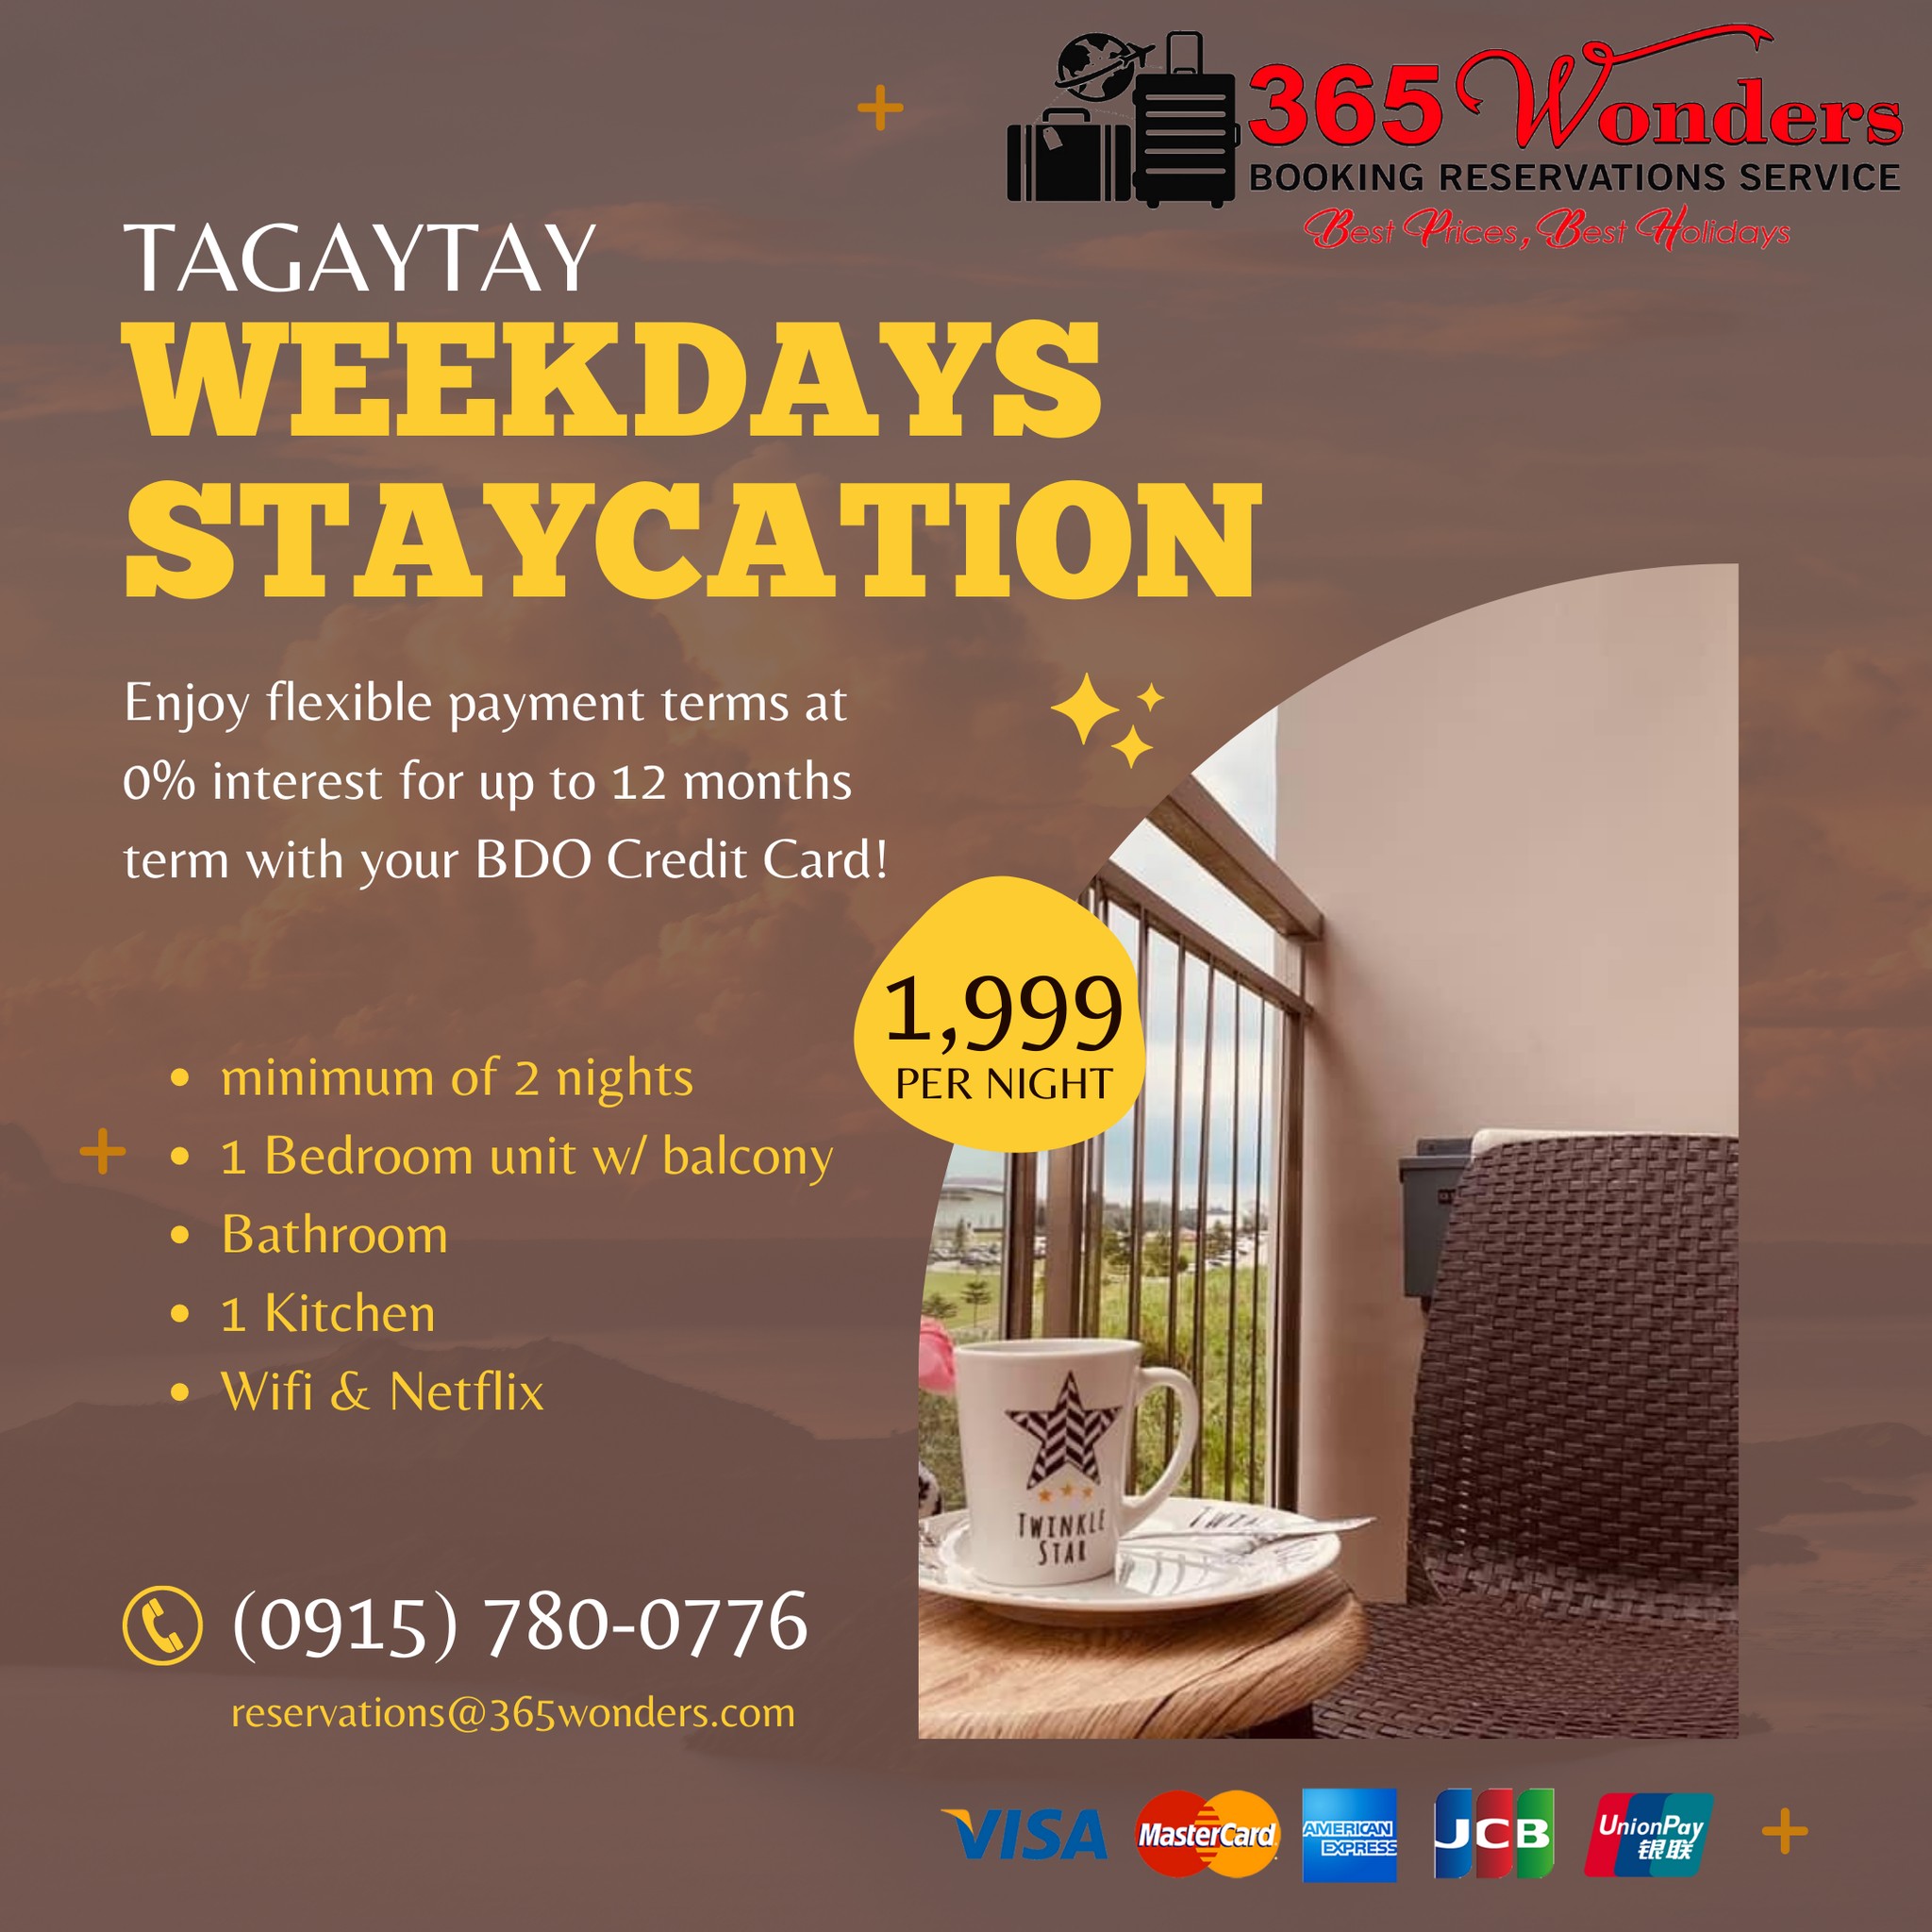 365 Wonders
BOOKING RESERVATIONS SERVICE
Best Prices, Best Holidays
TAGAYTAY
WEEKDAYS
STAYCATION
Enjoy flexible payment terms at
0% interest for up to 12 months
term with your BDO Credit Card!
1,999
PER NIGHT
• minimum of 2 nights
• 1 Bedroom unit w/ balcony
• Bathroom
• 1 Kitchen
• Wifi & Netflix
TWINKLE
STAR
(0915) 780-0776
reservations@365wonders.com
VISA
MasterCard
AMERICAN
EXPRESS
JCB
UnionPay
银联